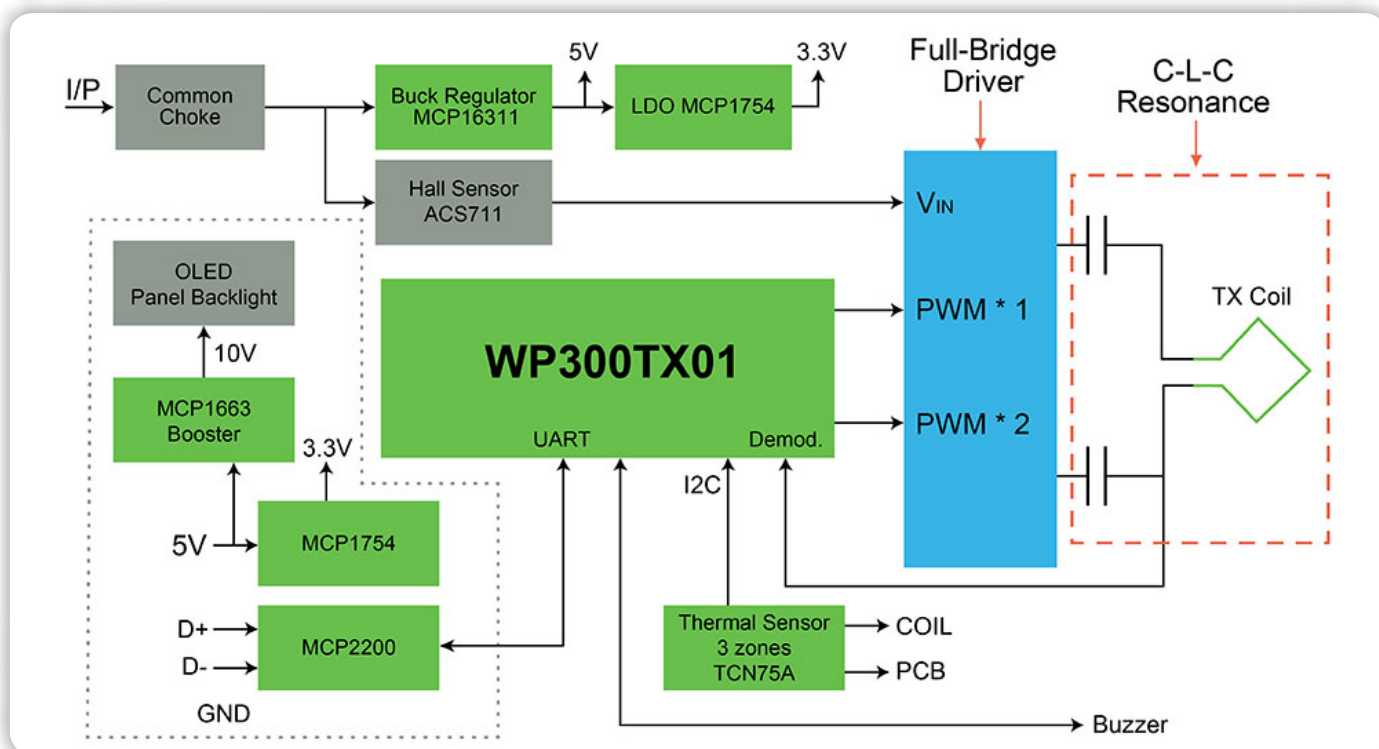 I/P
Common
Choke
Buck Regulator
MCP16311
5V
LDO MCP1754
3.3V
Full-Bridge
Driver
C-L-C
Resonance
Hall Sensor
ACS711
VIN
OLED
Panel Backlight
10V
MCP1663
Booster
3.3V
5V
MCP1754
D+
D-
MCP2200
GND
WP300TX01
UART
Demod.
I2C
PWM * 1
PWM * 2
TX Coil
Thermal Sensor
3 zones
TCN75A
COIL
PCB
Buzzer